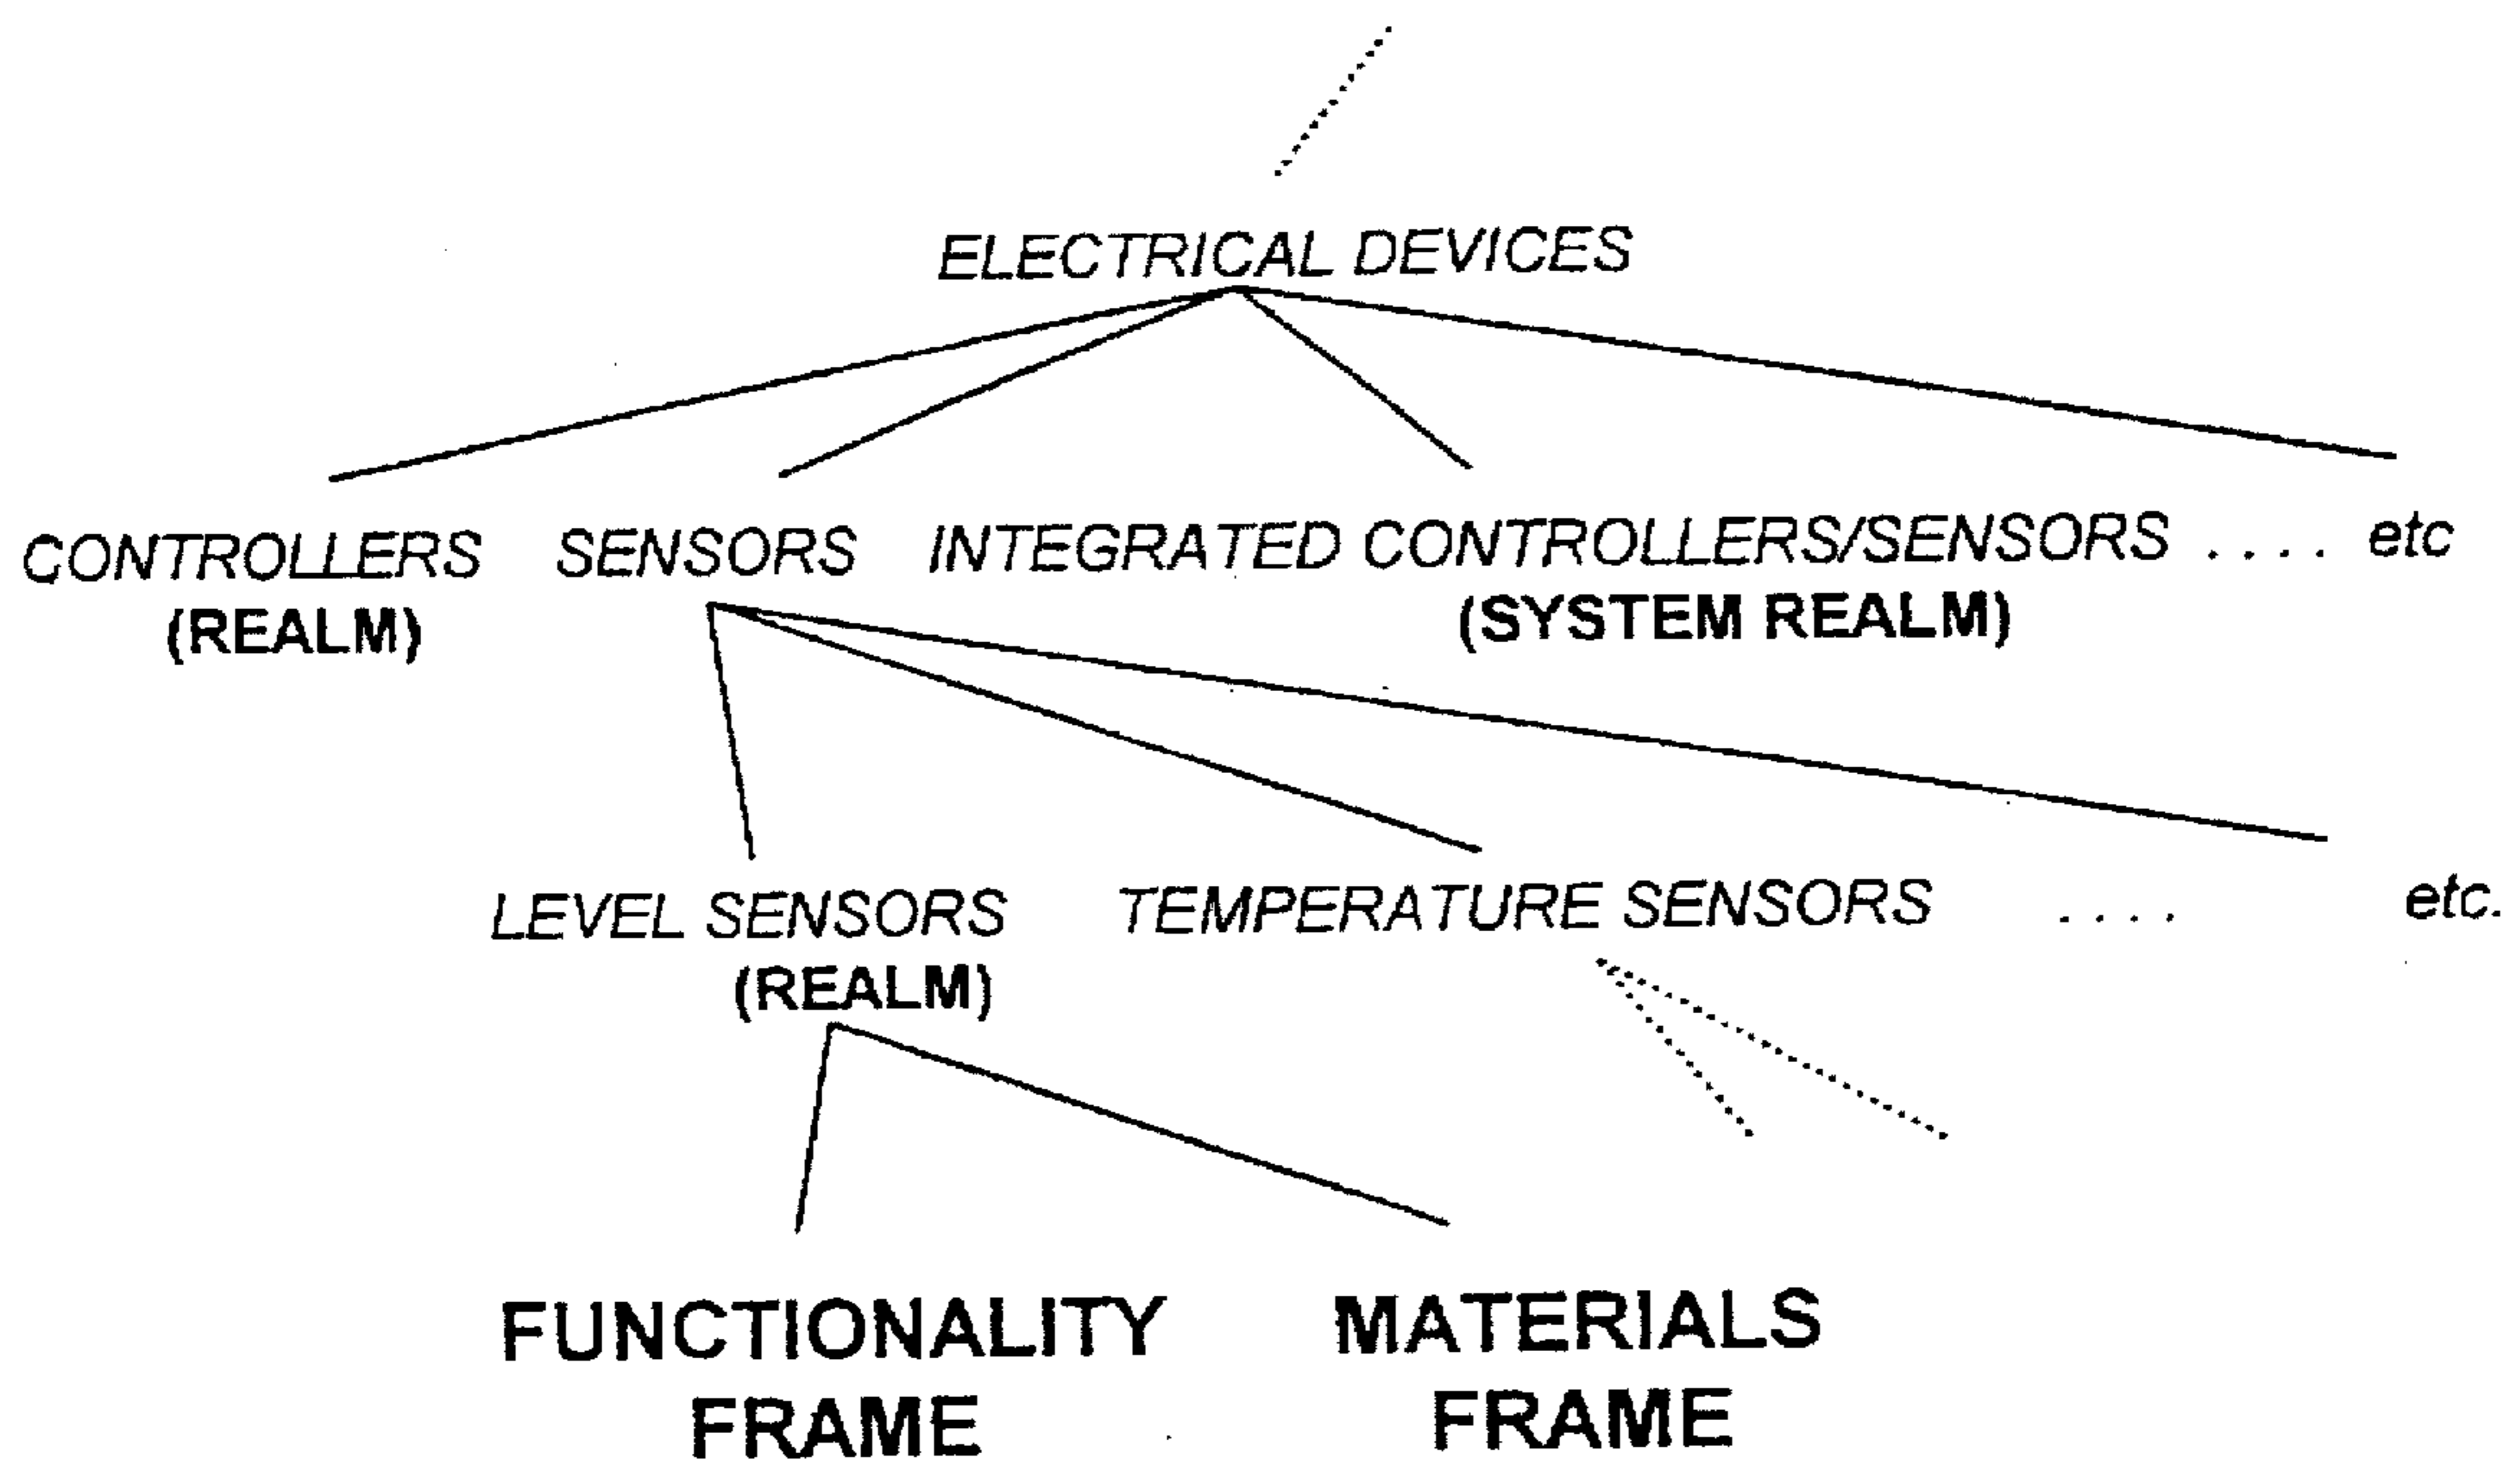 ELECTRICAL DEVICES
CONTROLLERS SENSORS INTEGRATED CONTROLLERS/SENSORS .... etc
(REALM) (SYSTEM REALM)
LEVEL SENSORS TEMPERATURE SENSORS .... etc.
(REALM)
FUNCTIONALITY MATERIALS
FRAME FRAME